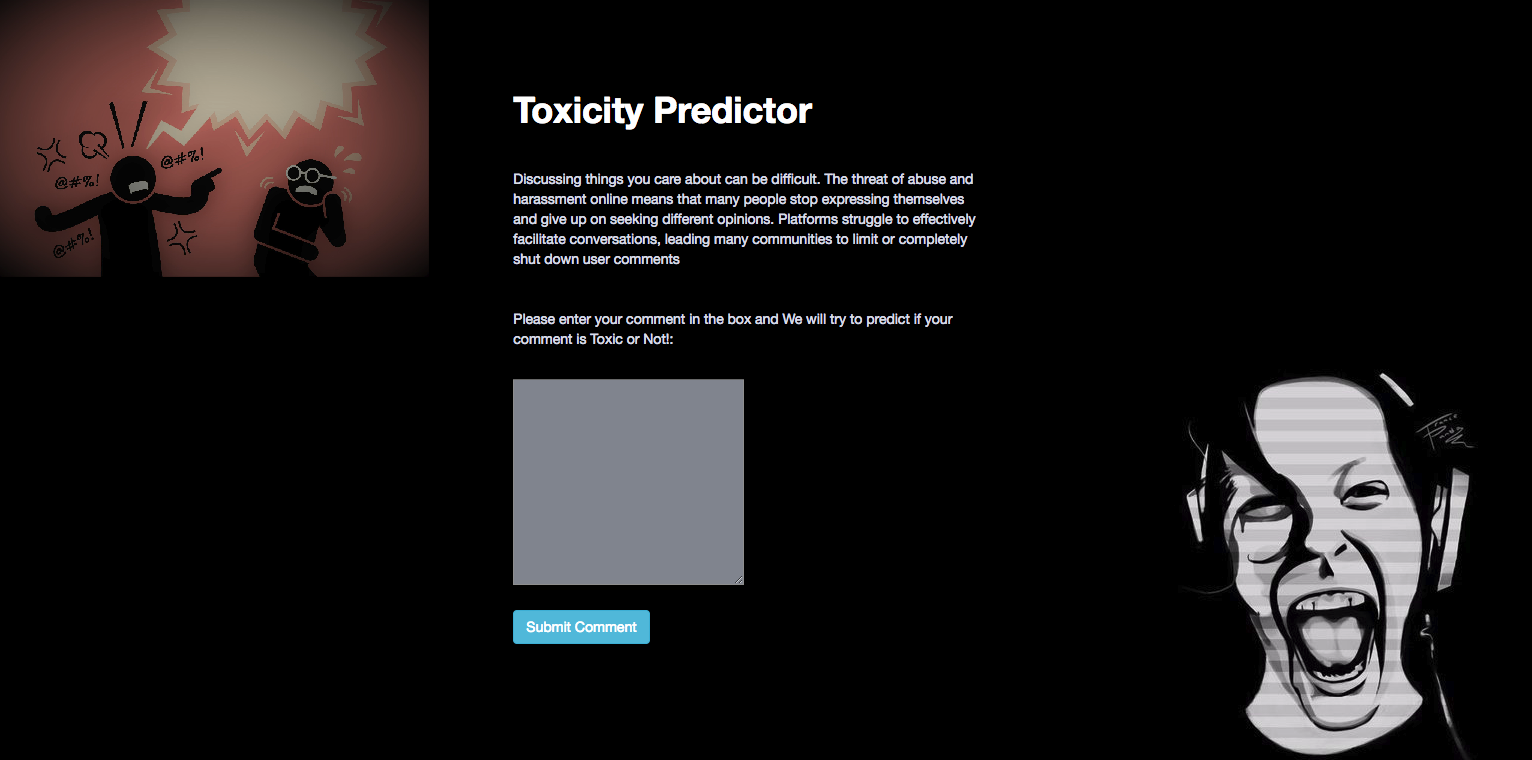 @#%!
@#%!
@#%!
Toxicity Predictor
Discussing things you care about can be difficult. The threat of abuse and
harassment online means that many people stop expressing themselves
and give up on seeking different opinions. Platforms struggle to effectively
facilitate conversations, leading many communities to limit or completely
shut down user comments
Please enter your comment in the box and We will try to predict if your
comment is Toxic or Not!:
Submit Comment